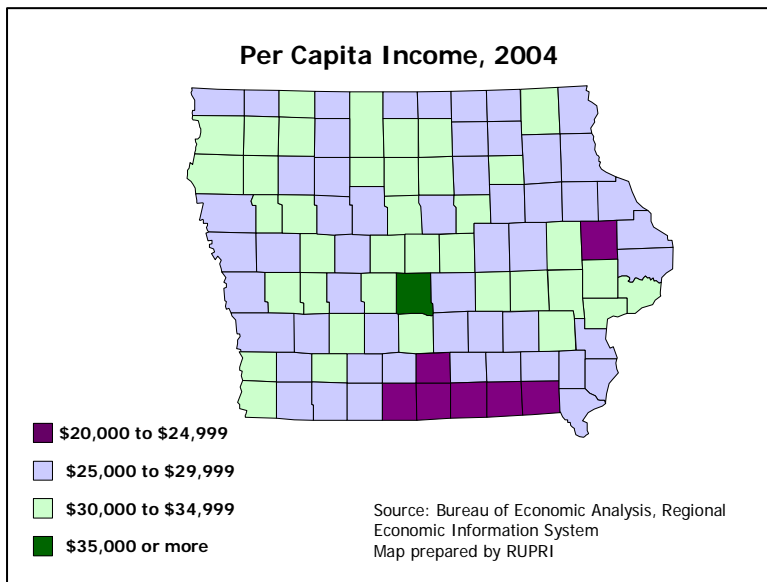 Per Capita Income, 2004
$20,000 to $24,999
$25,000 to $29,999
$30,000 to $34,999
$35,000 or more
Source: Bureau of Economic Analysis, Regional
Economic Information System
Map prepared by RUPRI